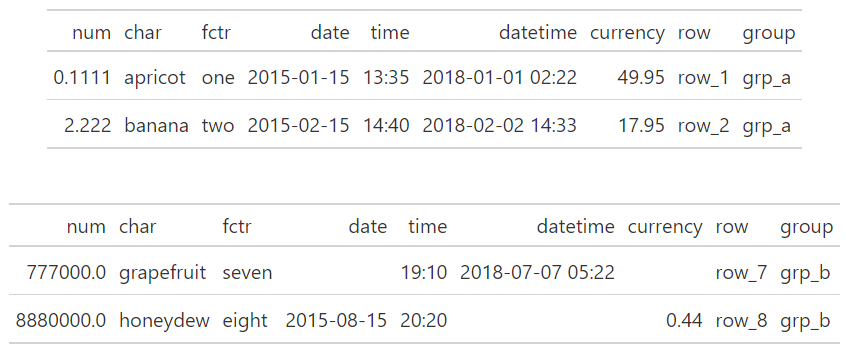 num char fctr date time datetime currency row group
0.1111 apricot one 2015-01-15 13:35 2018-01-01 02:22 49.95 row_1 grp_a
2.222 banana two 2015-02-15 14:40 2018-02-02 14:33 17.95 row_2 grp_a
num char fctr date time datetime currency row group
777000.0 grapefruit seven 19:10 2018-07-07 05:22 row_7 grp_b
8880000.0 honeydew eight 2015-08-15 20:20 0.44 row_8 grp_b